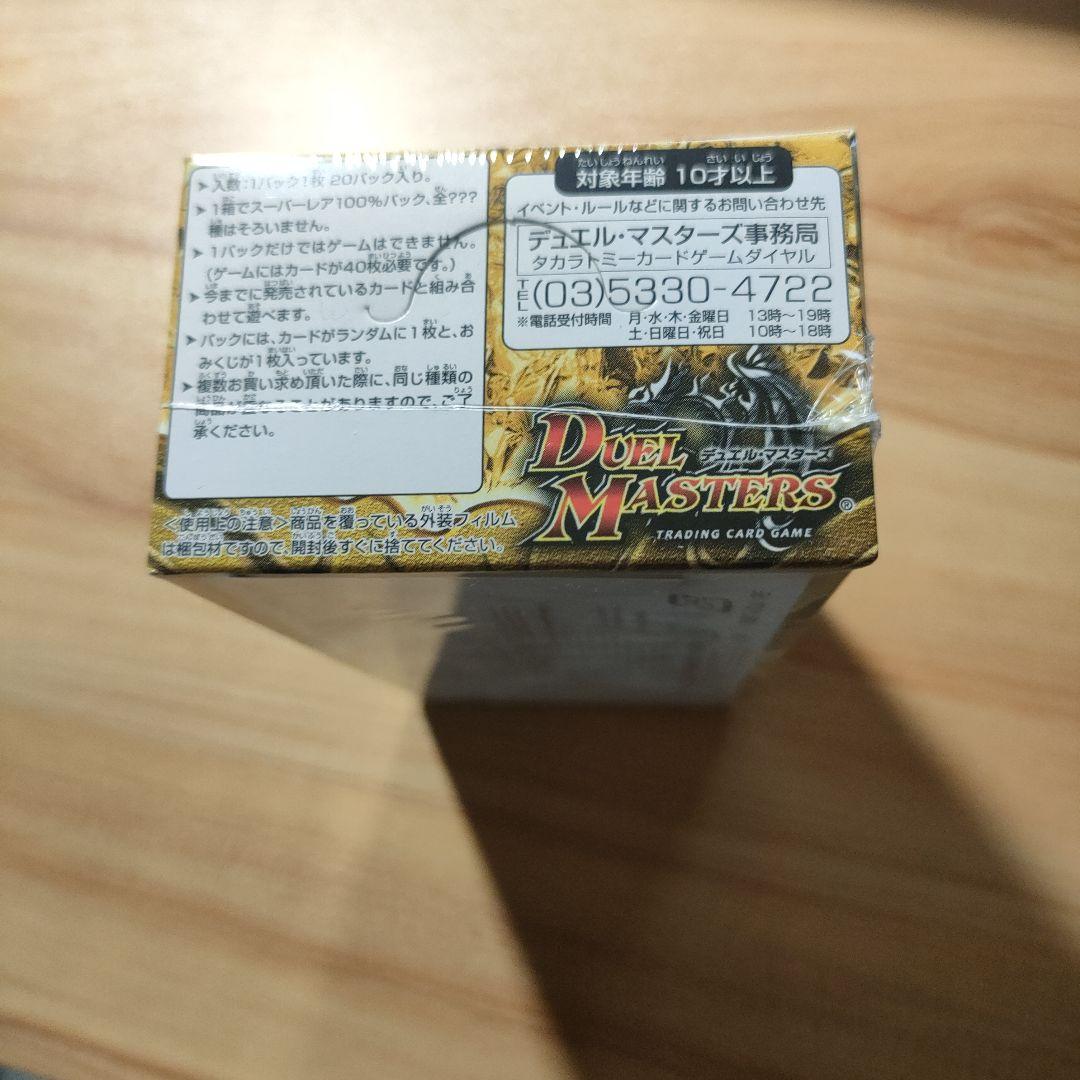 ➤入数:1パック1枚 20パック入り。
➤1箱でスーパーレア100%パック、全???
種はそろいません。
➤1パックだけではゲームはできません。
(ゲームにはカードが40枚必要です。)
➤今までに発売されているカードと組み合
わせて遊べます。
➤パックには、カードがランダムに1枚と、お
みくじが1枚入っています。
➤複数お買い求め頂いた際に、同じ種類の
ことがありますので、ご了
承ください。
対象年齢 10才以上
イベント・ルールなどに関するお問い合わせ先
デュエル・マスターズ事務局
タカラトミーカードゲームダイヤル
TEL(03)5330-4722
※電話受付時間 月・水・木・金曜日 13時～19時
土・日曜日・祝日 10時～18時
DUEL
デュエル・マスターズ
MASTERS®
TRADING CARD GAME
<使用上の注意>商品を覆っている外装フィルム
は梱包材ですので、開封後すぐに捨ててください。